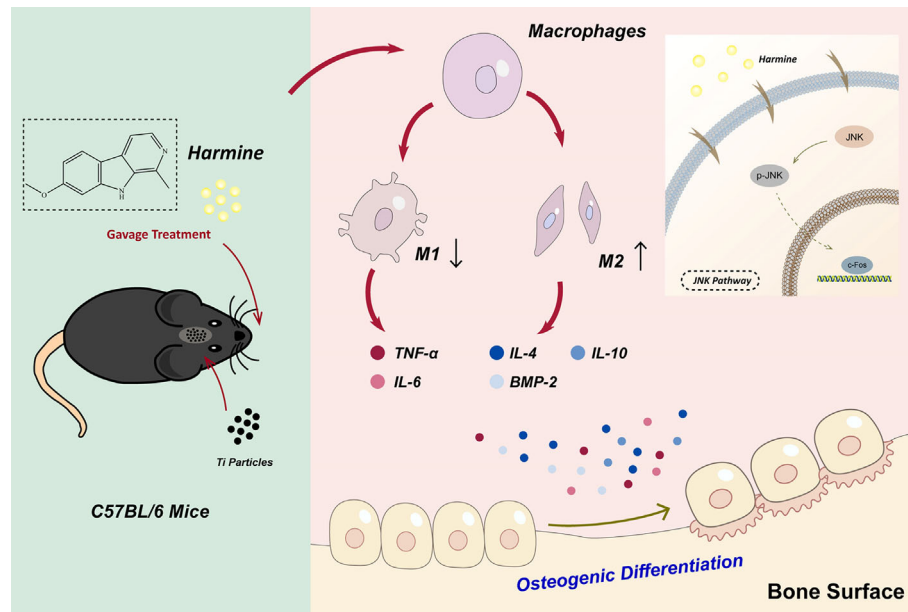 Harmine
N
N
H
O
Gavage Treatment
Ti Particles
C57BL/6 Mice
Macrophages
M1
M2
TNF-α
IL-6
IL-4
IL-10
BMP-2
Harmine
JNK
p-JNK
c-Fos
JNK Pathway
Osteogenic Differentiation
Bone Surface